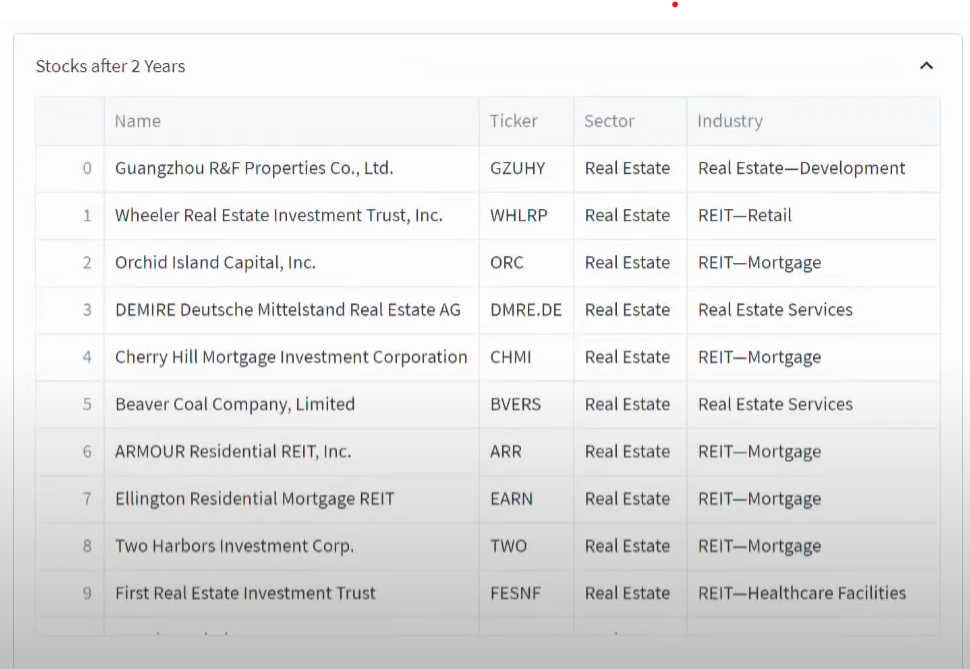 Stocks after 2 Years
Name Ticker Sector Industry
0 Guangzhou R&F Properties Co., Ltd. GZUHY Real Estate Real Estate—Development
1 Wheeler Real Estate Investment Trust, Inc. WHLRP Real Estate REIT—Retail
2 Orchid Island Capital, Inc. ORC Real Estate REIT—Mortgage
3 DEMIRE Deutsche Mittelstand Real Estate AG DMRE.DE Real Estate Real Estate Services
4 Cherry Hill Mortgage Investment Corporation CHMI Real Estate REIT—Mortgage
5 Beaver Coal Company, Limited BVERS Real Estate Real Estate Services
6 ARMOUR Residential REIT, Inc. ARR Real Estate REIT—Mortgage
7 Ellington Residential Mortgage REIT EARN Real Estate REIT—Mortgage
8 Two Harbors Investment Corp. TWO Real Estate REIT—Mortgage
9 First Real Estate Investment Trust FESNF Real Estate REIT—Healthcare Facilities